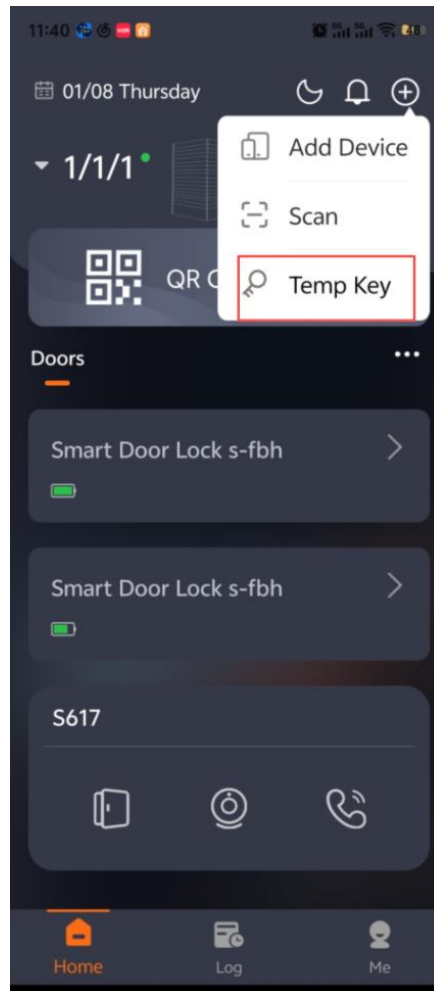 11:40
01/08 Thursday
Add Device
1/1/1
Scan
QR C
Temp Key
Doors
Smart Door Lock s-fbh
Smart Door Lock s-fbh
S617
Home
Log
Me